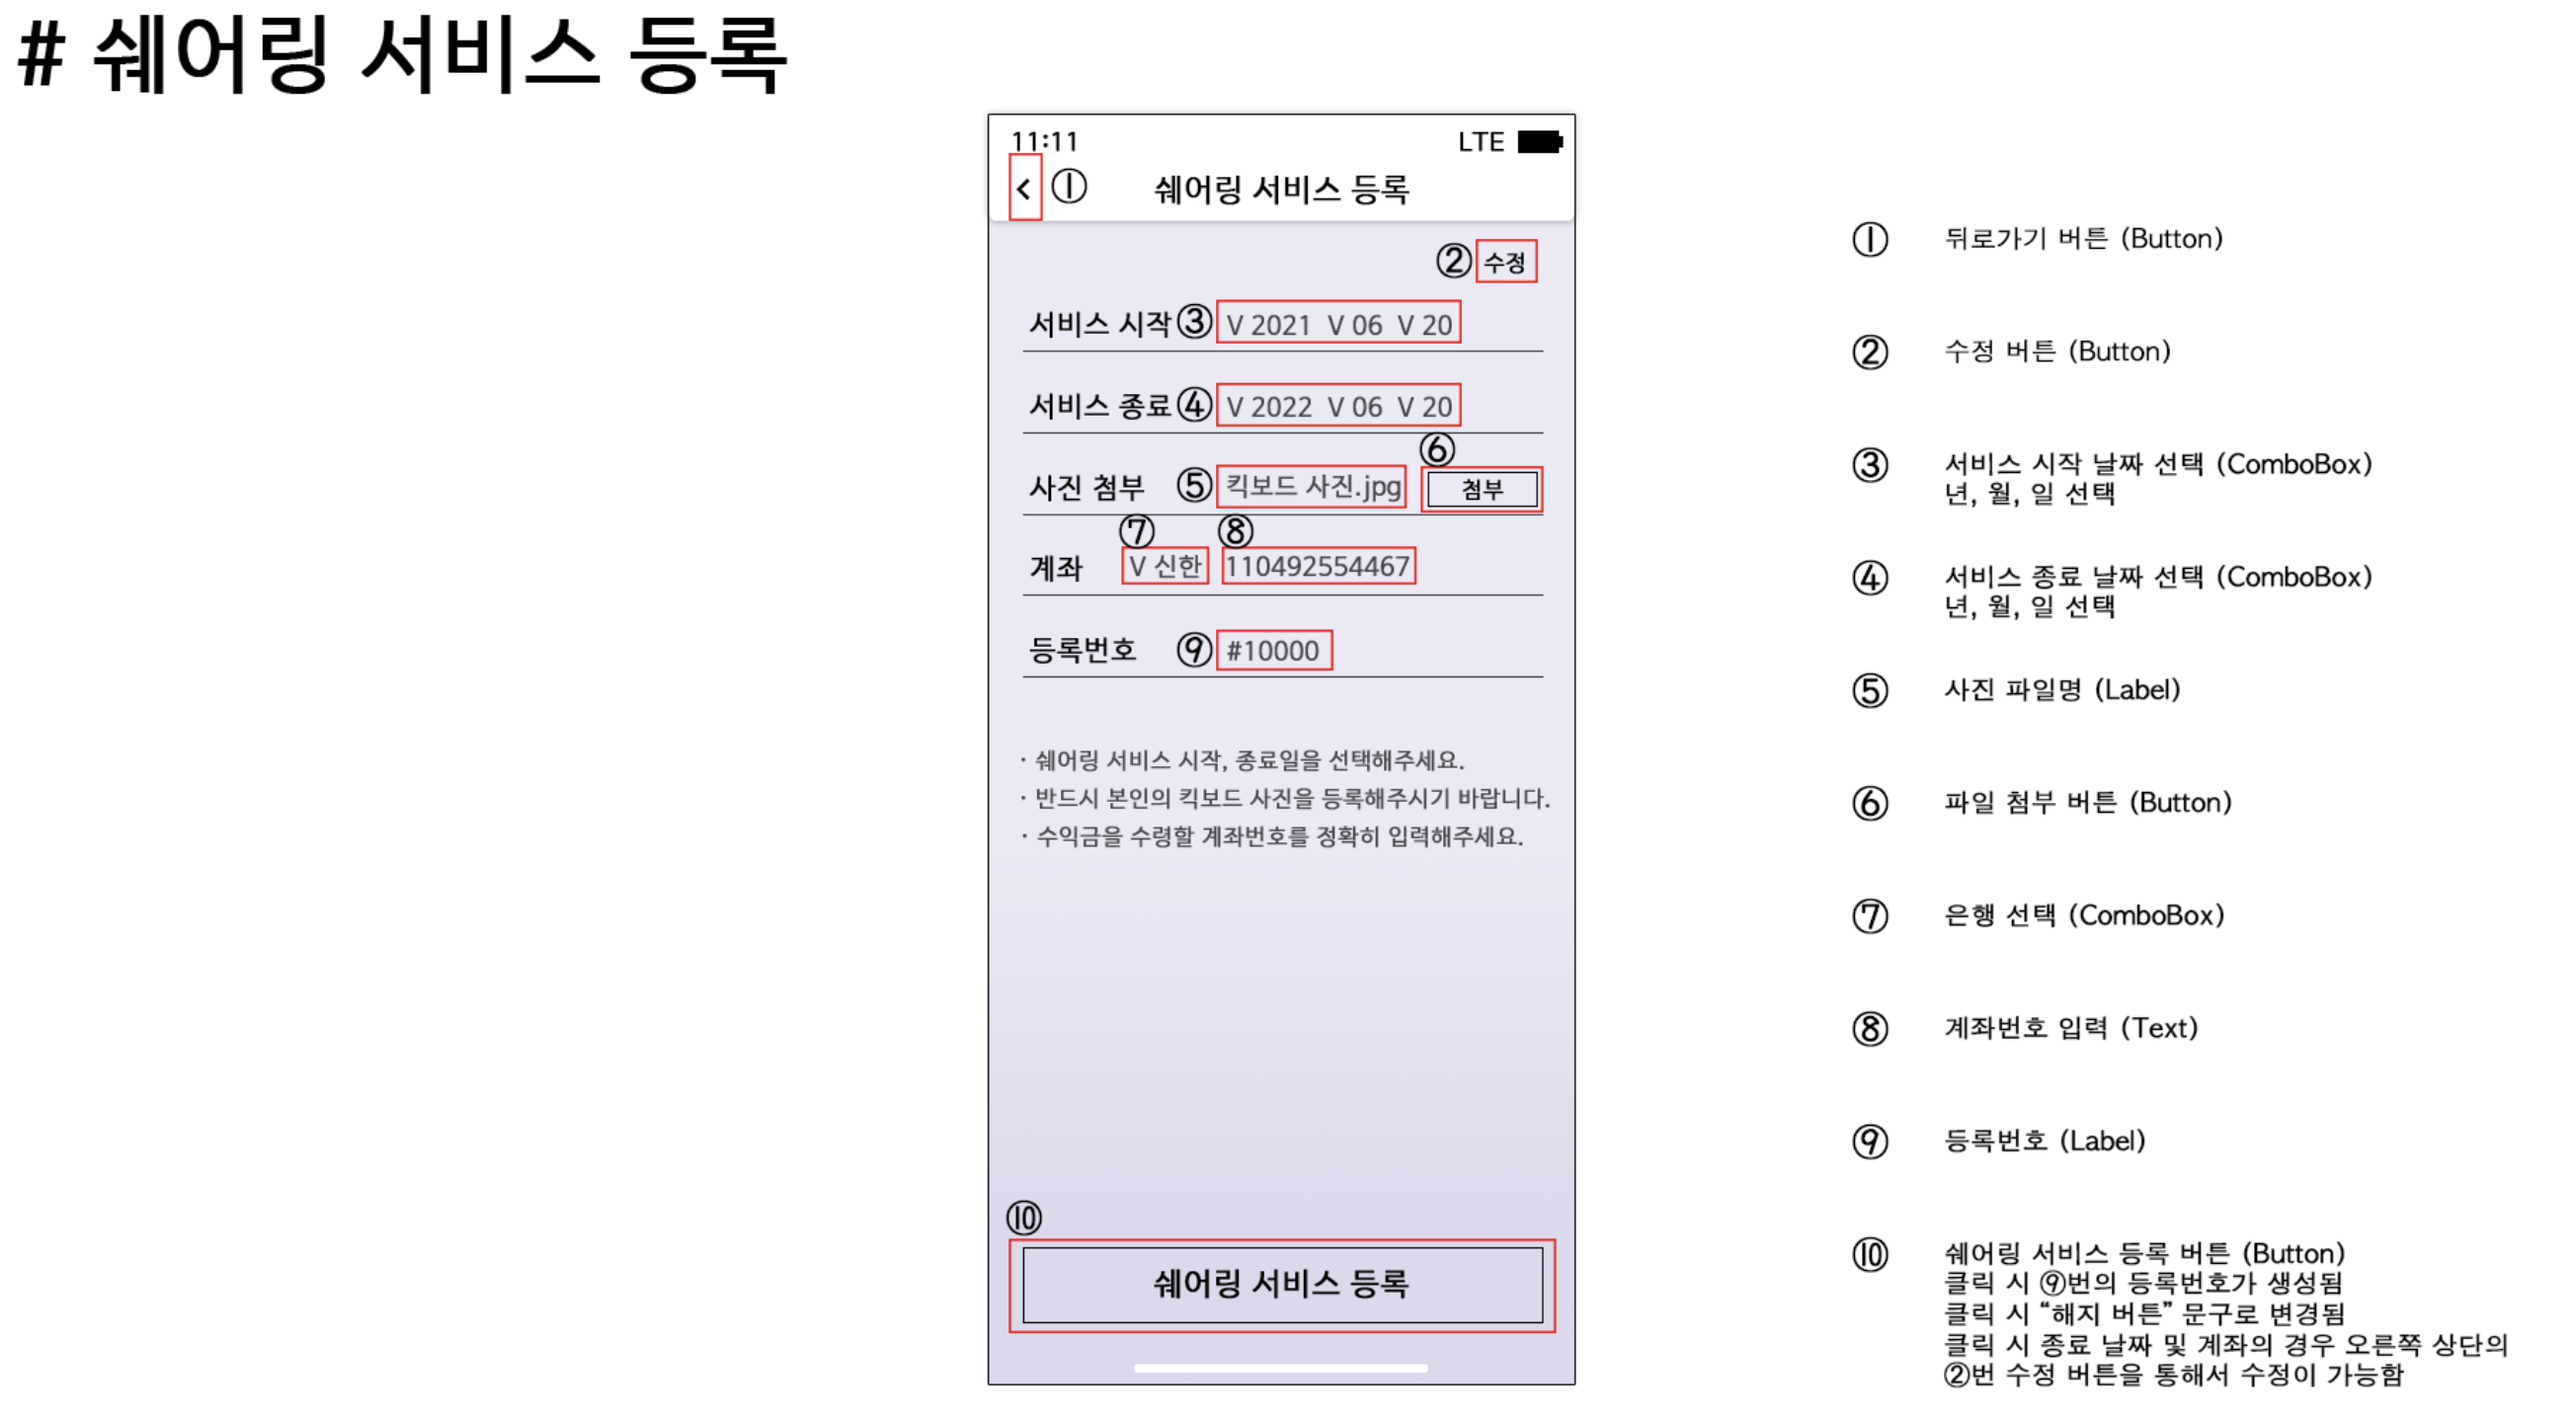 # 쉐어링 서비스 등록
11:11 LTE
< ① 쉐어링 서비스 등록
② 수정
서비스 시작 ③ V 2021 V 06 V 20
서비스 종료 ④ V 2022 V 06 V 20
⑥
사진 첨부 ⑤ 킥보드 사진.jpg 첨부
⑦ ⑧
계좌 V 신한 110492554467
등록번호 ⑨ #10000
· 쉐어링 서비스 시작, 종료일을 선택해주세요.
· 반드시 본인의 킥보드 사진을 등록해주시기 바랍니다.
· 수익금을 수령할 계좌번호를 정확히 입력해주세요.
⑩
쉐어링 서비스 등록
① 뒤로가기 버튼 (Button)
② 수정 버튼 (Button)
③ 서비스 시작 날짜 선택 (ComboBox)
년, 월, 일 선택
④ 서비스 종료 날짜 선택 (ComboBox)
년, 월, 일 선택
⑤ 사진 파일명 (Label)
⑥ 파일 첨부 버튼 (Button)
⑦ 은행 선택 (ComboBox)
⑧ 계좌번호 입력 (Text)
⑨ 등록번호 (Label)
⑩ 쉐어링 서비스 등록 버튼 (Button)
클릭 시 ⑨번의 등록번호가 생성됨
클릭 시 “해지 버튼” 문구로 변경됨
클릭 시 종료 날짜 및 계좌의 경우 오른쪽 상단의
②번 수정 버튼을 통해서 수정이 가능함